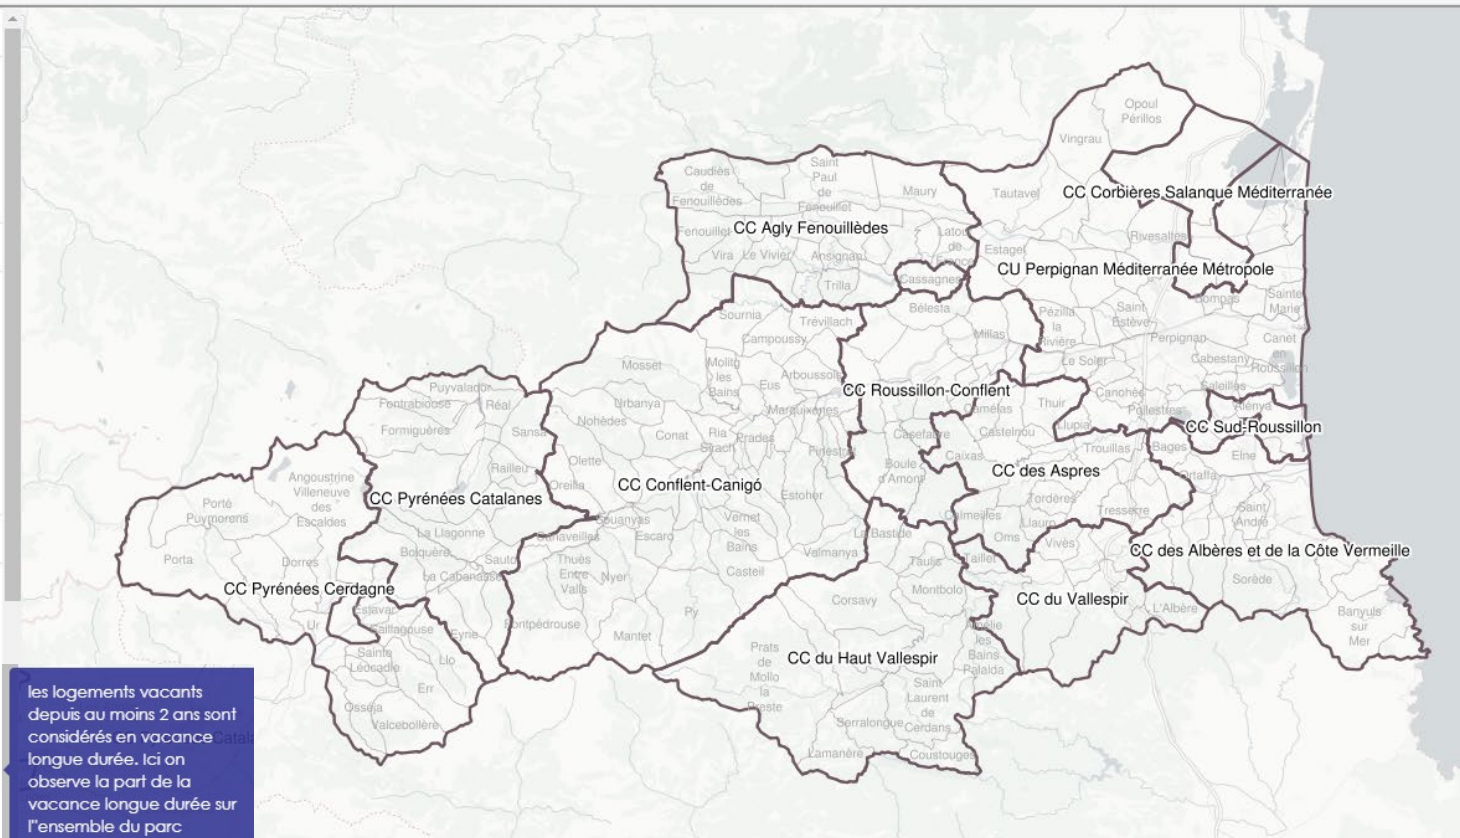 Opoul
Périllos
Vingrau
Saint
Paul
de
Fenouillet
Caudiès
de
Fenouillèdes
Maury
Tautavel
CC Corbières Salanque Méditerranée
CC Agly Fenouillèdes
Fenouillet
Latour
de
France
Rivesaltes
Estagel
Vira
Le Vivier
Ansignan
CU Perpignan Méditerranée Métropole
Cassagnes
Trilla
Bompas
Sainte
Marie
Sournia
Trévillach
Bélesta
Millas
Pézilla
la
Rivière
Saint
Estève
Campoussy
Perpignan
Canet
en
Roussillon
Mosset
Molitg
les
Bains
Arboussols
Le Soler
Cabestany
Eus
Puyvalador
CC Roussillon-Conflent
Saleilles
Canohès
Fontrabiouse
Réal
Urbanya
Marquixanes
Camélas
Thuir
Pollestres
Alénya
Nohèdes
Formiguères
Sansa
Conat
Ria
Sirach
Prades
Casefabre
Castelnou
Llupia
CC Sud-Roussillon
Finestret
Caixas
Trouillas
Bages
Elne
Olette
Railleu
Boule
d'Amont
CC des Aspres
Ortaffa
Angoustrine
Villeneuve
des
Escaldes
Oreilla
CC Conflent-Canigó
CC Pyrénées Catalanes
Estoher
Tordères
Porté
Puymorens
Calmeilles
Tresserre
Saint
André
Souanyas
Vernet
les
Bains
Llauro
La Llagonne
Canaveilles
Escaro
La Bastide
Oms
Vivès
Bolquère
Sauto
Valmanya
CC des Albères et de la Côte Vermeille
Porta
Dorres
Thuès
Entre
Valls
Taulis
Taillet
La Cabanasse
Nyer
Casteil
Sorède
CC Pyrénées Cerdagne
Montbolo
CC du Vallespir
Corsavy
Estavar
Py
L'Albère
Banyuls
sur
Mer
Ur
Saillagouse
Eyne
Fontpédrouse
Mantet
Amélie
les
Bains
Palalda
Sainte
Léocadie
Llo
Prats
de
Mollo
la
Preste
CC du Haut Vallespir
Err
Saint
Laurent
de
Cerdans
Osséja
Valcebollère
Serralongue
Lamanère
Coustouges
les logements vacants
depuis au moins 2 ans sont
considérés en vacance
longue durée. Ici on
observe la part de la
vacance longue durée sur
l"ensemble du parc